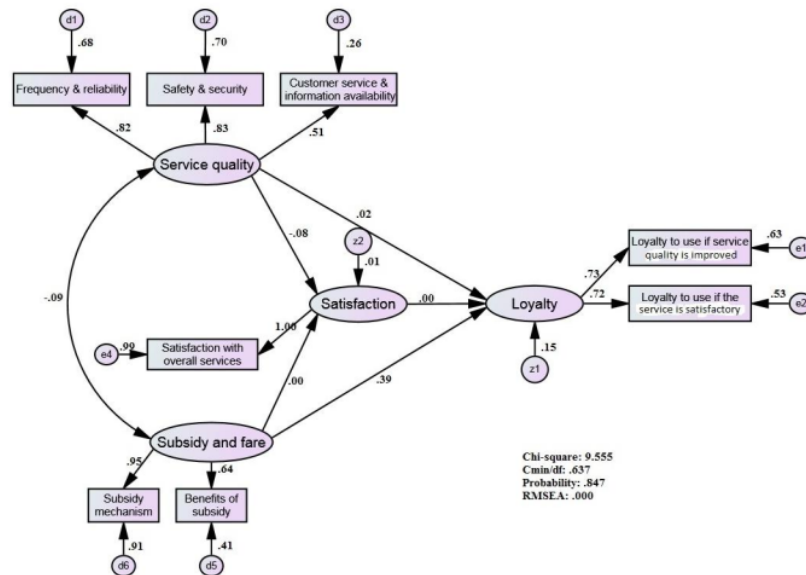 d1
d2
d3
.68
.70
.26
Frequency & reliability
Safety & security
Customer service &
information availability
.82
.83
.51
Service quality
.02
-.08
z2
.01
-.09
Loyalty to use if service
quality is improved
.63
e1
.73
Satisfaction
.00
Loyalty
.72
Loyalty to use if the
service is satisfactory
.53
e2
1.00
e4
.99
Satisfaction with
overall services
.15
z1
.00
.39
Subsidy and fare
.95
.64
Subsidy
mechanism
Benefits of
subsidy
.91
.41
d6
d5
Chi-square: 9.555
Cmin/df: .637
Probability: .847
RMSEA: .000